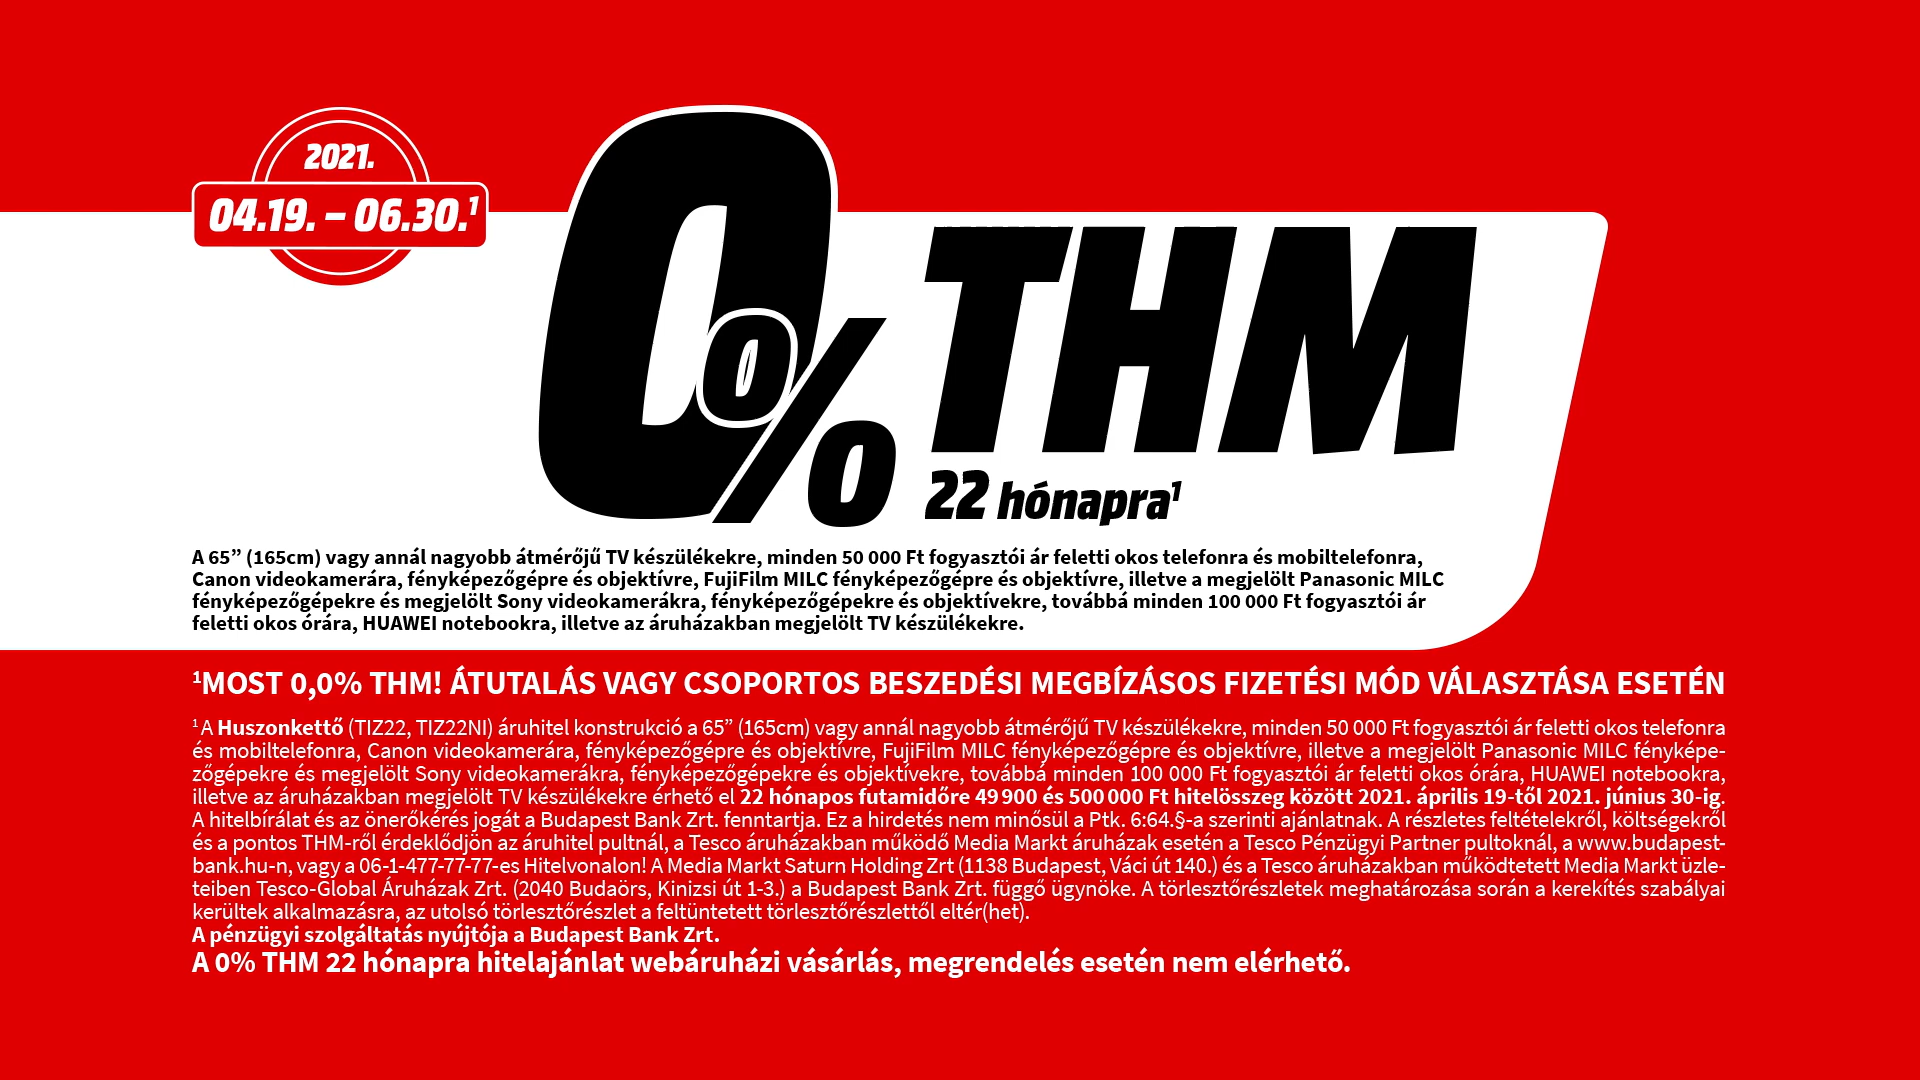 2021.
04.19. – 06.30.¹
0% THM
22 hónapra¹
A 65” (165cm) vagy annál nagyobb átmérőjű TV készülékekre, minden 50 000 Ft fogyasztói ár feletti okos telefonra és mobiltelefonra,
Canon videokamerára, fényképezőgépre és objektívre, FujiFilm MILC fényképezőgépre és objektívre, illetve a megjelölt Panasonic MILC
fényképezőgépekre és megjelölt Sony videokamerákra, fényképezőgépekre és objektívekre, továbbá minden 100 000 Ft fogyasztói ár
feletti okos órára, HUAWEI notebookra, illetve az áruházakban megjelölt TV készülékekre.
¹MOST 0,0% THM! ÁTUTALÁS VAGY CSOPORTOS BESZEDÉSI MEGBÍZÁSOS FIZETÉSI MÓD VÁLASZTÁSA ESETÉN
¹ A Huszonkettő (TIZ22, TIZ22NI) áruhitel konstrukció a 65” (165cm) vagy annál nagyobb átmérőjű TV készülékekre, minden 50 000 Ft fogyasztói ár feletti okos telefonra
és mobiltelefonra, Canon videokamerára, fényképezőgépre és objektívre, FujiFilm MILC fényképezőgépre és objektívre, illetve a megjelölt Panasonic MILC fényképe-
zőgépekre és megjelölt Sony videokamerákra, fényképezőgépekre és objektívekre, továbbá minden 100 000 Ft fogyasztói ár feletti okos órára, HUAWEI notebookra,
illetve az áruházakban megjelölt TV készülékekre érhető el 22 hónapos futamidőre 49 900 és 500 000 Ft hitelösszeg között 2021. április 19-től 2021. június 30-ig.
A hitelbírálat és az önerőkérés jogát a Budapest Bank Zrt. fenntartja. Ez a hirdetés nem minősül a Ptk. 6:64.§-a szerinti ajánlatnak. A részletes feltételekről, költségekről
és a pontos THM-ről érdeklődjön az áruhitel pultnál, a Tesco áruházakban működő Media Markt áruházak esetén a Tesco Pénzügyi Partner pultoknál, a www.budapest-
bank.hu-n, vagy a 06-1-477-77-77-es Hitelvonalon! A Media Markt Saturn Holding Zrt (1138 Budapest, Váci út 140.) és a Tesco áruházakban működtetett Media Markt üzle-
teiben Tesco-Global Áruházak Zrt. (2040 Budaörs, Kinizsi út 1-3.) a Budapest Bank Zrt. függő ügynöke. A törlesztőrészletek meghatározása során a kerekítés szabályai
kerültek alkalmazásra, az utolsó törlesztőrészlet a feltüntetett törlesztőrészlettől eltér(het).
A pénzügyi szolgáltatás nyújtója a Budapest Bank Zrt.
A 0% THM 22 hónapra hitelajánlat webáruházi vásárlás, megrendelés esetén nem elérhető.